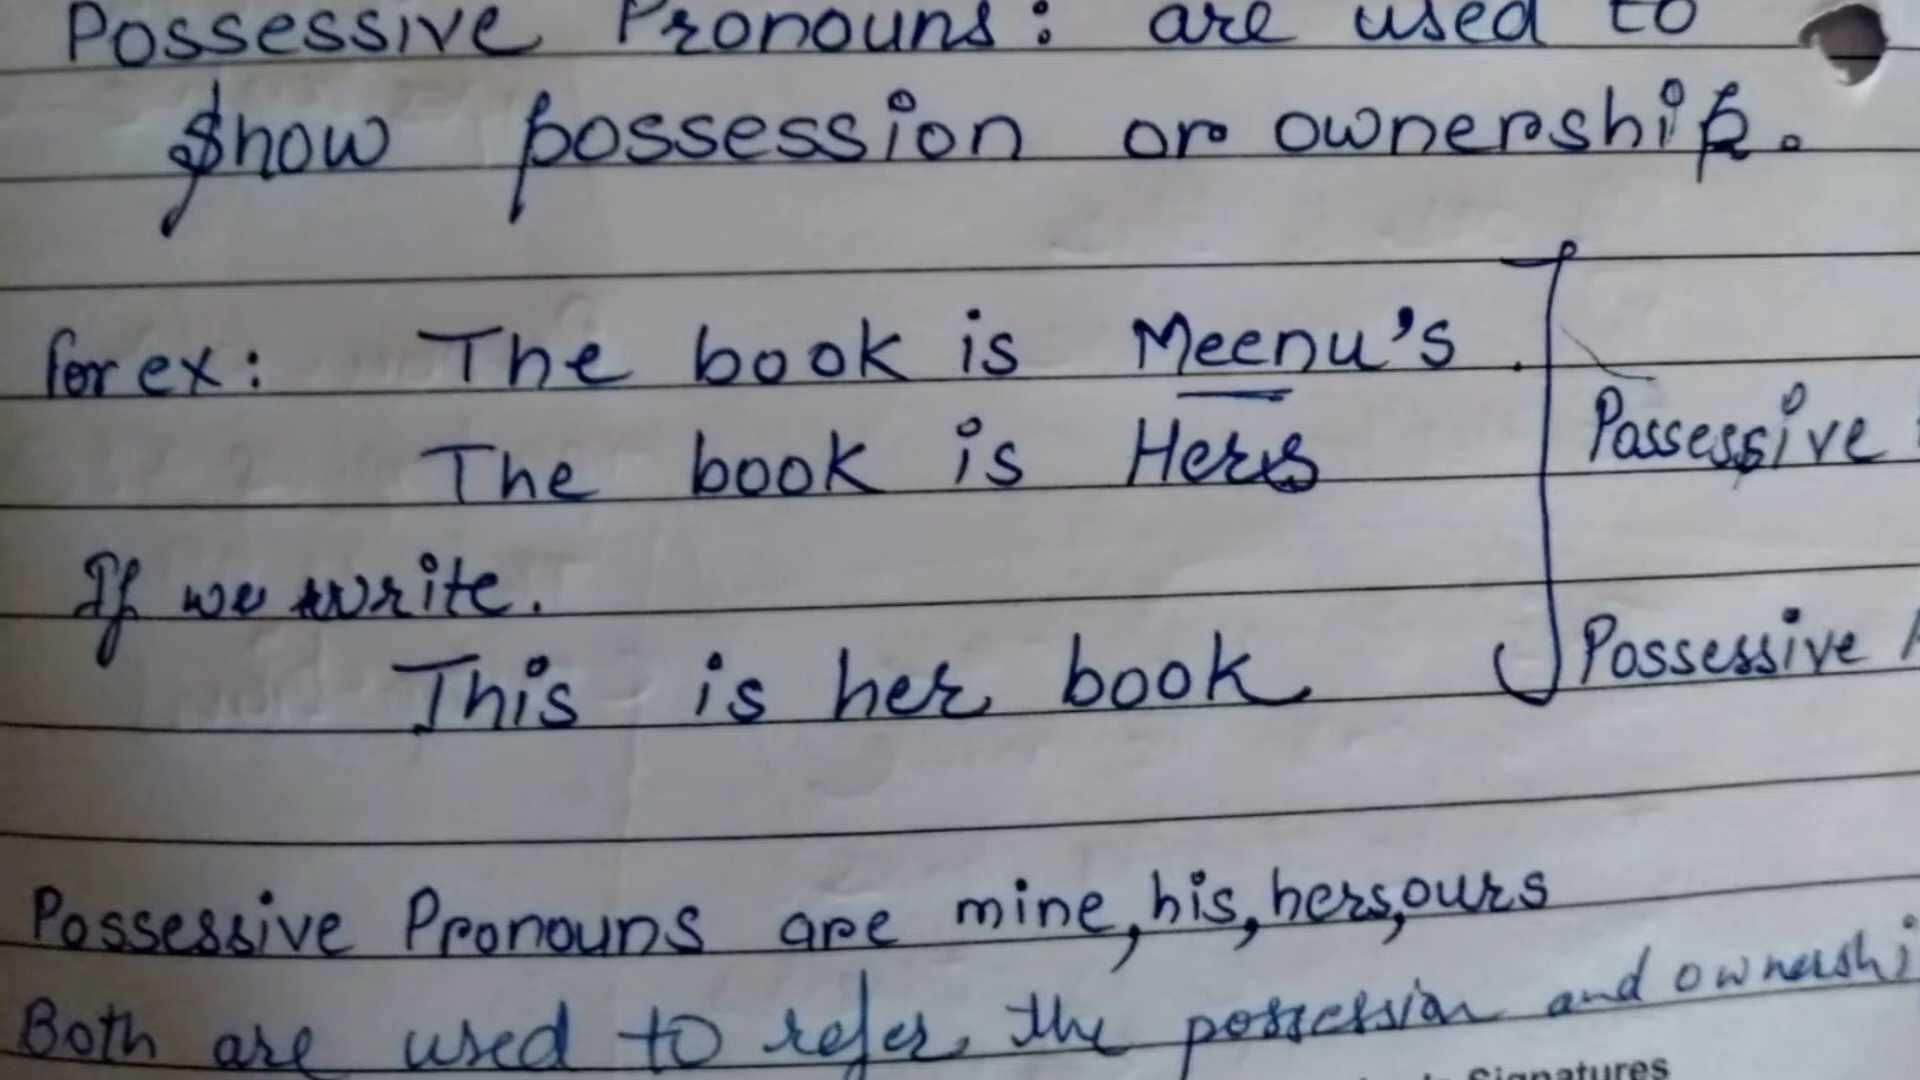 Possessive Pronouns: are used to
show possession or ownership.
for ex: The book is Meenu's.
The book is Hers
Possessive
If we write.
This is her book
Possessive
Possessive Pronouns are mine, his, hers, ours
Both are used to refer the possession and ownershi
Signatures